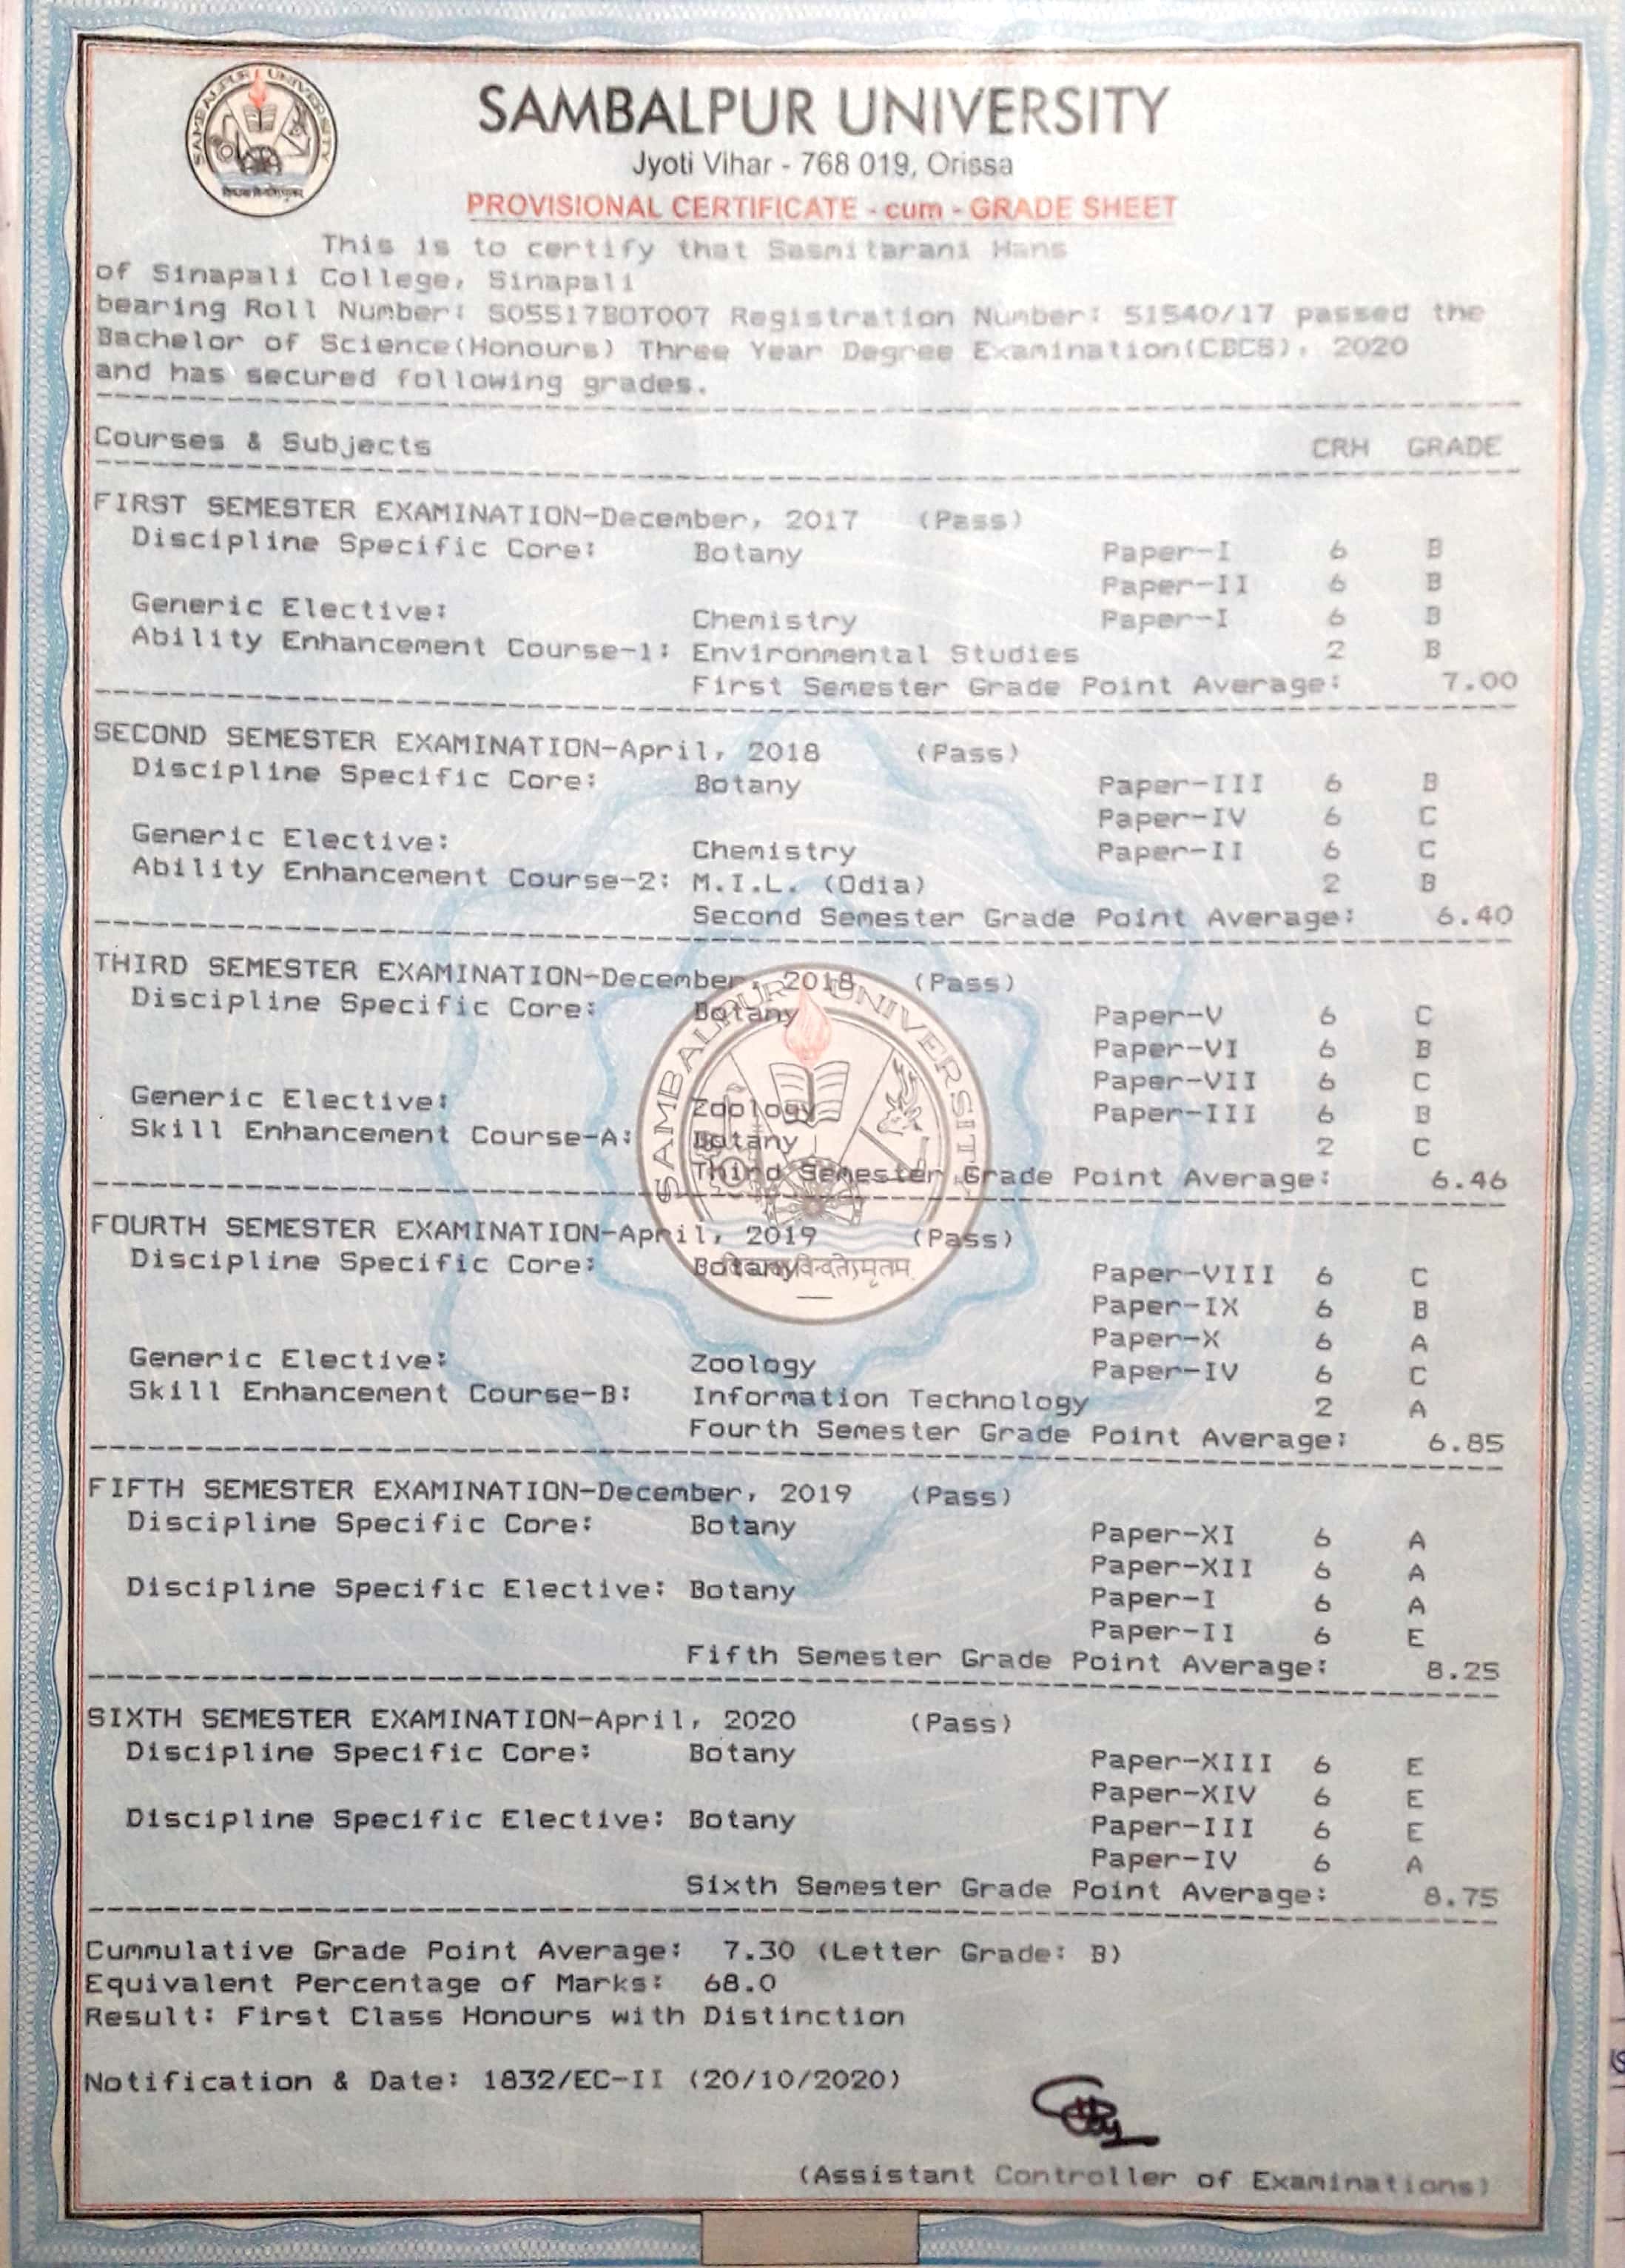 SAMBALPUR UNIVERSITY
SAMBALPUR UNIVERSITY
Jyoti Vihar - 768 019, Orissa
PROVISIONAL CERTIFICATE - cum - GRADE SHEET
This is to certify that Sasmitarani Hans
of Sinapali College, Sinapali
bearing Roll Number: S05517BOT007 Registration Number: 51540/17 passed the
Bachelor of Science(Honours) Three Year Degree Examination(CBCS), 2020
and has secured following grades.
Courses & Subjects CRH GRADE
FIRST SEMESTER EXAMINATION-December, 2017 (Pass)
Discipline Specific Core: Botany Paper-I 6 B
Paper-II 6 B
Generic Elective: Chemistry Paper-I 6 B
Ability Enhancement Course-1: Environmental Studies 2 B
First Semester Grade Point Average: 7.00
SECOND SEMESTER EXAMINATION-April, 2018 (Pass)
Discipline Specific Core: Botany Paper-III 6 B
Paper-IV 6 C
Generic Elective: Chemistry Paper-II 6 C
Ability Enhancement Course-2: M.I.L. (Odia) 2 B
Second Semester Grade Point Average: 6.40
THIRD SEMESTER EXAMINATION-December, 2018 (Pass)
Discipline Specific Core: Botany Paper-V 6 C
Paper-VI 6 B
Paper-VII 6 C
Generic Elective: Zoology Paper-III 6 B
Skill Enhancement Course-A: Botany 2 C
Third Semester Grade Point Average: 6.46
SAMBALPUR UNIVERSITY
FOURTH SEMESTER EXAMINATION-April, 2019 (Pass)
Discipline Specific Core: Botany Paper-VIII 6 C
Paper-IX 6 B
Paper-X 6 A
Generic Elective: Zoology Paper-IV 6 C
Skill Enhancement Course-B: Information Technology 2 A
Fourth Semester Grade Point Average: 6.85
FIFTH SEMESTER EXAMINATION-December, 2019 (Pass)
Discipline Specific Core: Botany Paper-XI 6 A
Paper-XII 6 A
Discipline Specific Elective: Botany Paper-I 6 A
Paper-II 6 E
Fifth Semester Grade Point Average: 8.25
SIXTH SEMESTER EXAMINATION-April, 2020 (Pass)
Discipline Specific Core: Botany Paper-XIII 6 E
Paper-XIV 6 E
Discipline Specific Elective: Botany Paper-III 6 E
Paper-IV 6 A
Sixth Semester Grade Point Average: 8.75
Cummulative Grade Point Average: 7.30 (Letter Grade: B)
Equivalent Percentage of Marks: 68.0
Result: First Class Honours with Distinction
Notification & Date: 1832/EC-II (20/10/2020)
(Assistant Controller of Examinations)